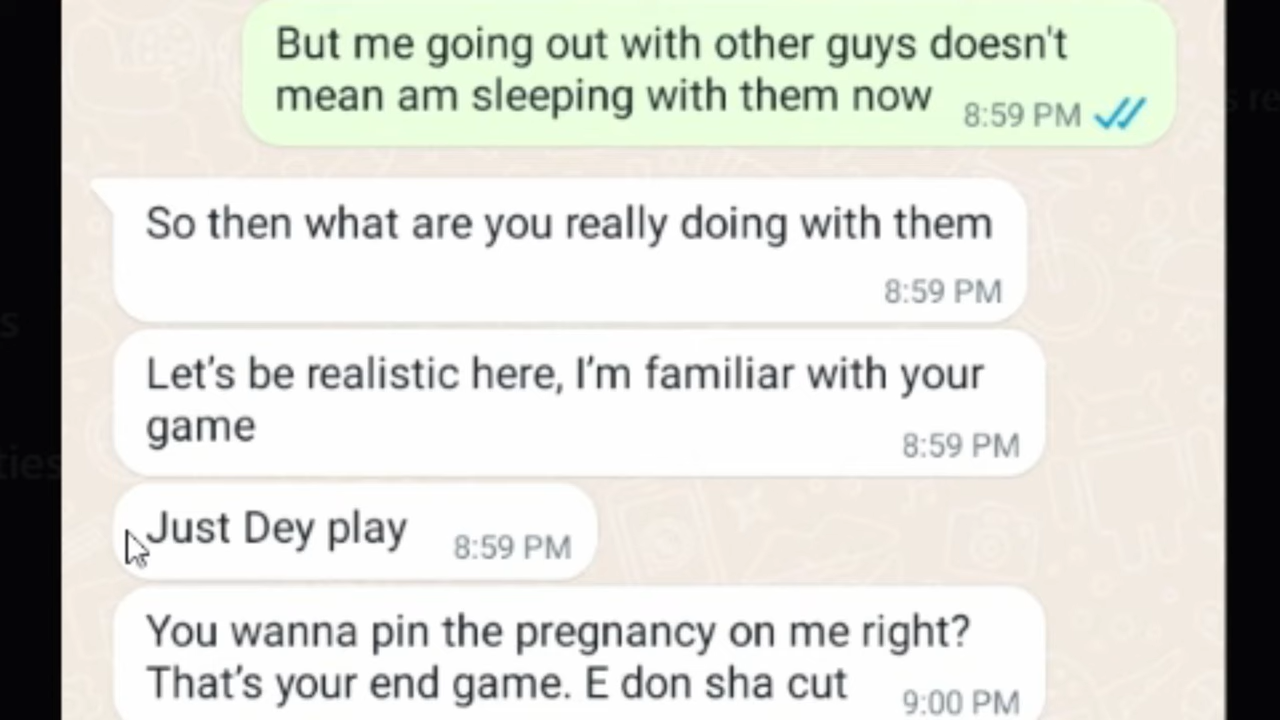 But me going out with other guys doesn't
mean am sleeping with them now 8:59 PM
So then what are you really doing with them
8:59 PM
Let’s be realistic here, I’m familiar with your
game 8:59 PM
Just Dey play 8:59 PM
You wanna pin the pregnancy on me right?
That’s your end game. E don sha cut 9:00 PM